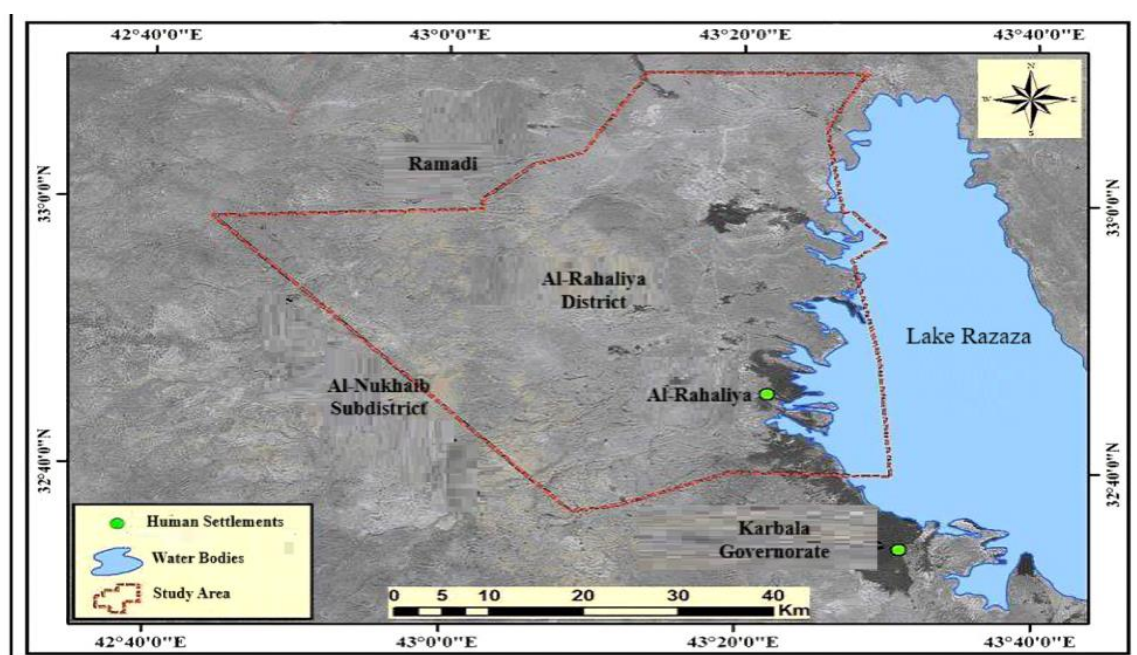 42°40'0"E 43°0'0"E 43°20'0"E 43°40'0"E
N
W E
S
Ramadi
33°0'0"N 33°0'0"N
Al-Rahaliya
District
Lake Razaza
Al-Nukhaib
Subdistrict
Al-Rahaliya
32°40'0"N 32°40'0"N
Karbala
Governorate
Human Settlements
Water Bodies
Study Area
0 5 10 20 30 40
Km
42°40'0"E 43°0'0"E 43°20'0"E 43°40'0"E